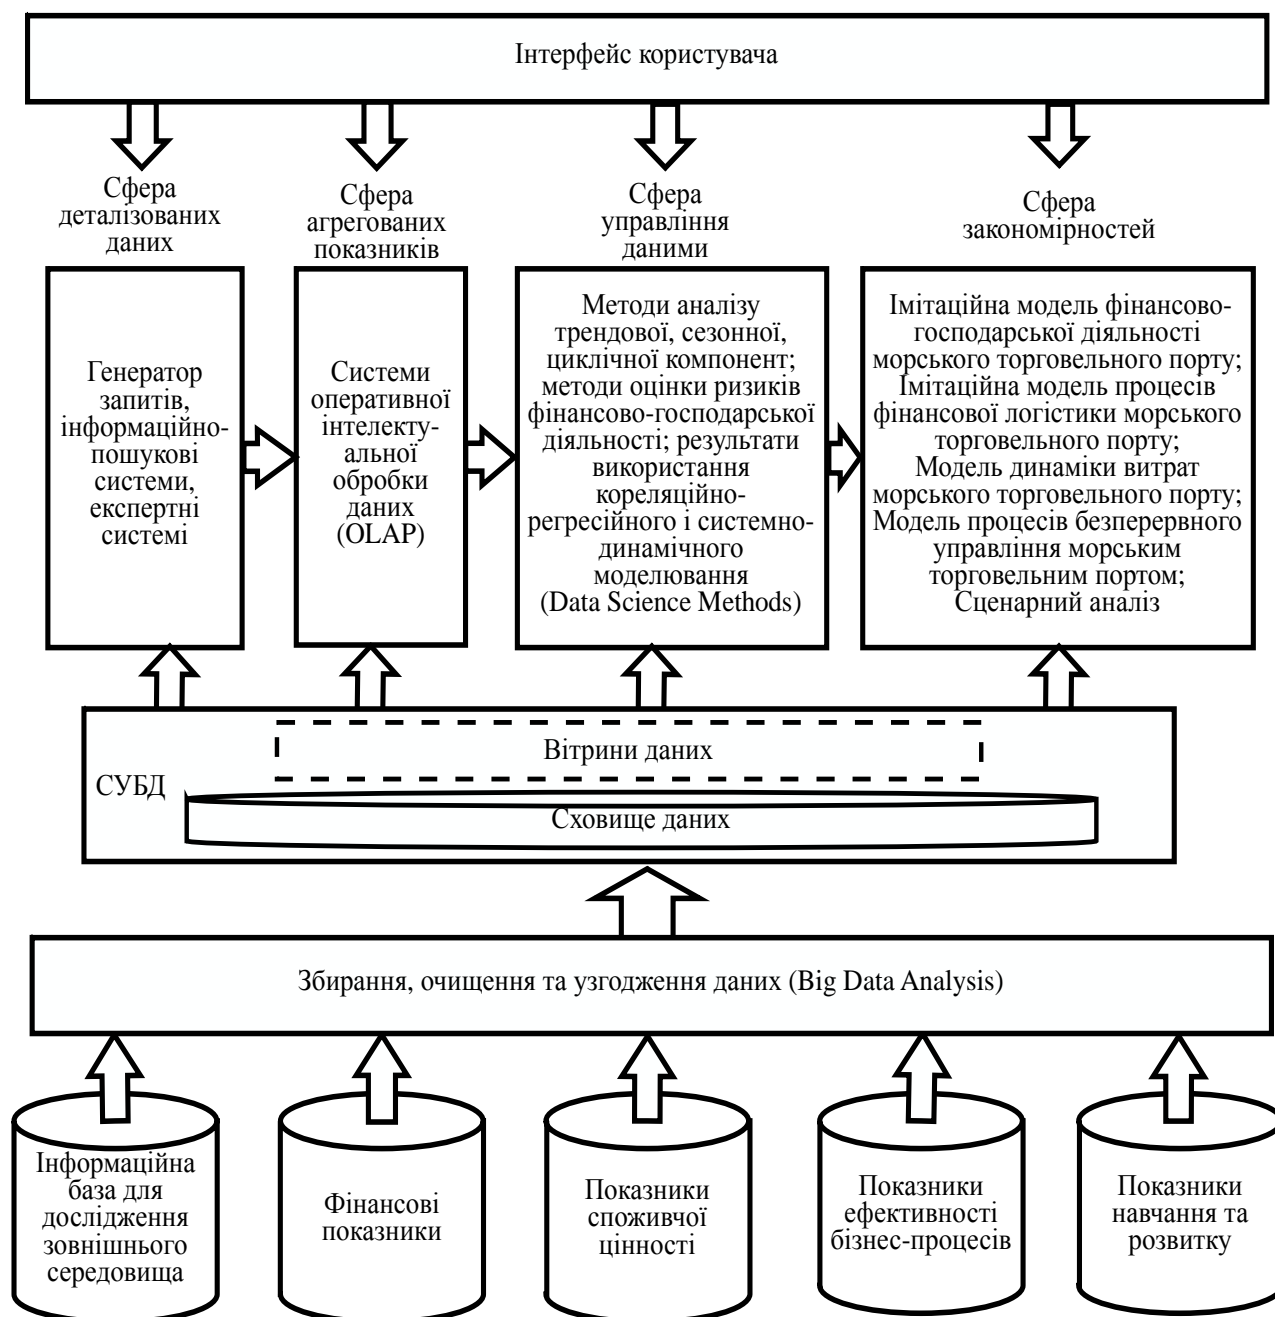 Інтерфейс користувача
Сфера
деталізованих
даних
Сфера
агрегованих
показників
Сфера
управління
даними
Сфера
закономірностей
Генератор
запитів,
інформаційно-
пошукові
системи,
експертні
системі
Системи
оперативної
інтелекту-
альної
обробки
даних
(OLAP)
Методи аналізу
трендової, сезонної,
циклічної компонент;
методи оцінки ризиків
фінансово-господарської
діяльності; результати
використання
кореляційно-
регресійного і системно-
динамічного
моделювання
(Data Science Methods)
Імітаційна модель фінансово-
господарської діяльності
морського торговельного порту;
Імітаційна модель процесів
фінансової логістики морського
торговельного порту;
Модель динаміки витрат
морського торговельного порту;
Модель процесів безперервного
управління морським
торговельним портом;
Сценарний аналіз
Вітрини даних
СУБД
Сховище даних
Збирання, очищення та узгодження даних (Big Data Analysis)
Інформаційна
база для
дослідження
зовнішнього
середовища
Фінансові
показники
Показники
споживчої
цінності
Показники
ефективності
бізнес-процесів
Показники
навчання та
розвитку